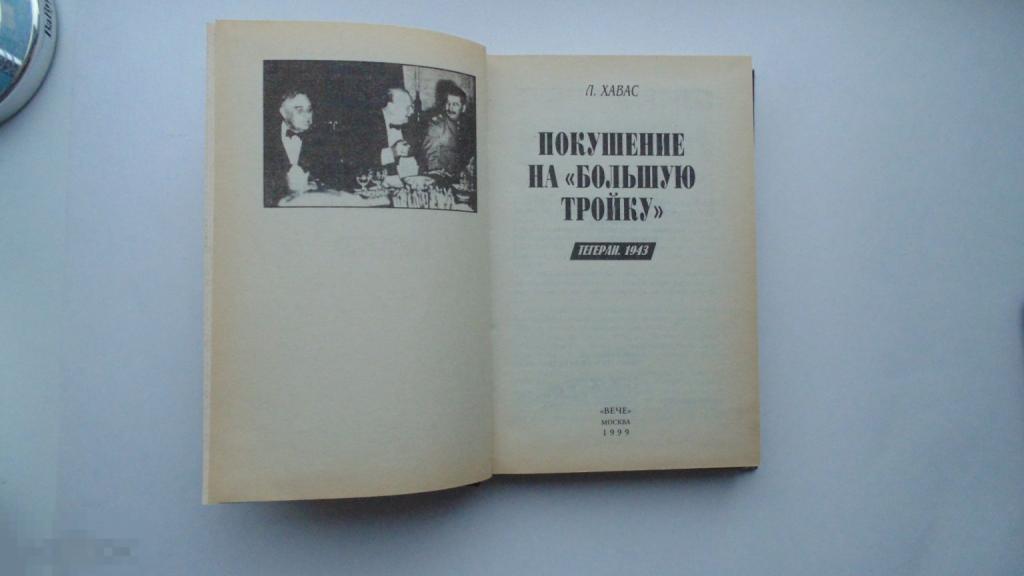 Л. ХАВАС
ПОКУШЕНИЕ
НА «БОЛЬШУЮ
ТРОЙКУ»
ТЕГЕРАН. 1943
«ВЕЧЕ»
МОСКВА
1999